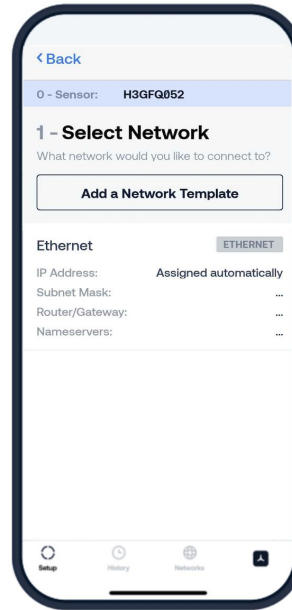 Back
0 - Sensor: H3GFQ052
1 - Select Network
What network would you like to connect to?
Add a Network Template
Ethernet ETHERNET
IP Address: Assigned automatically
Subnet Mask: ...
Router/Gateway: ...
Nameservers: ...
Setup History Networks